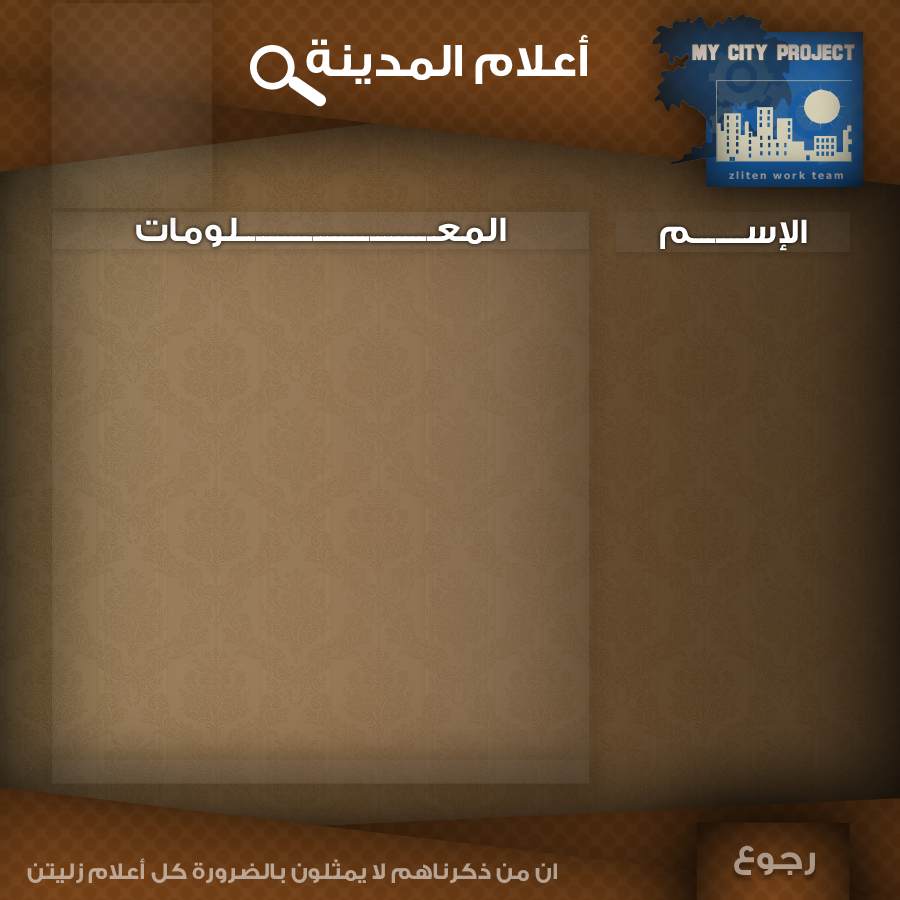 أعلام المدينة
MY CITY PROJECT
zliten work team
الإســـم
المعـــــــــــــلومات
رجوع
ان من ذكرناهم لا يمثلون بالضرورة كل أعلام زليتن